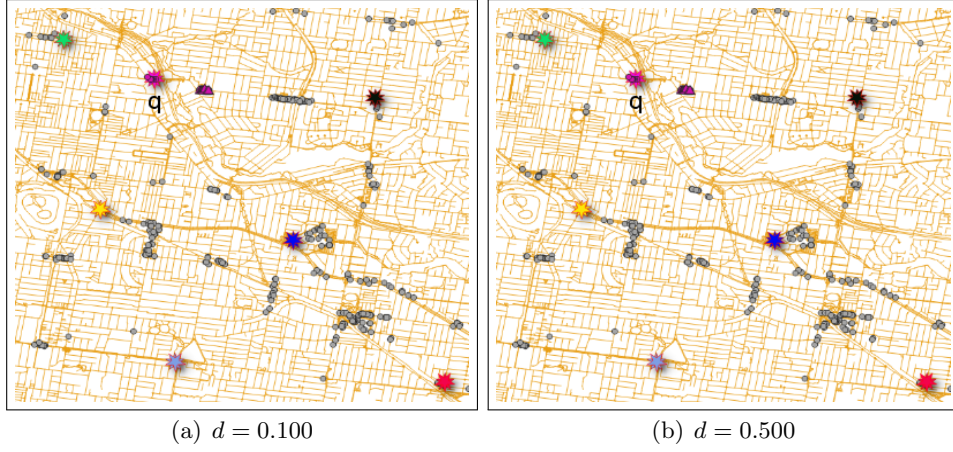 q
q
(a) d = 0.100
(b) d = 0.500